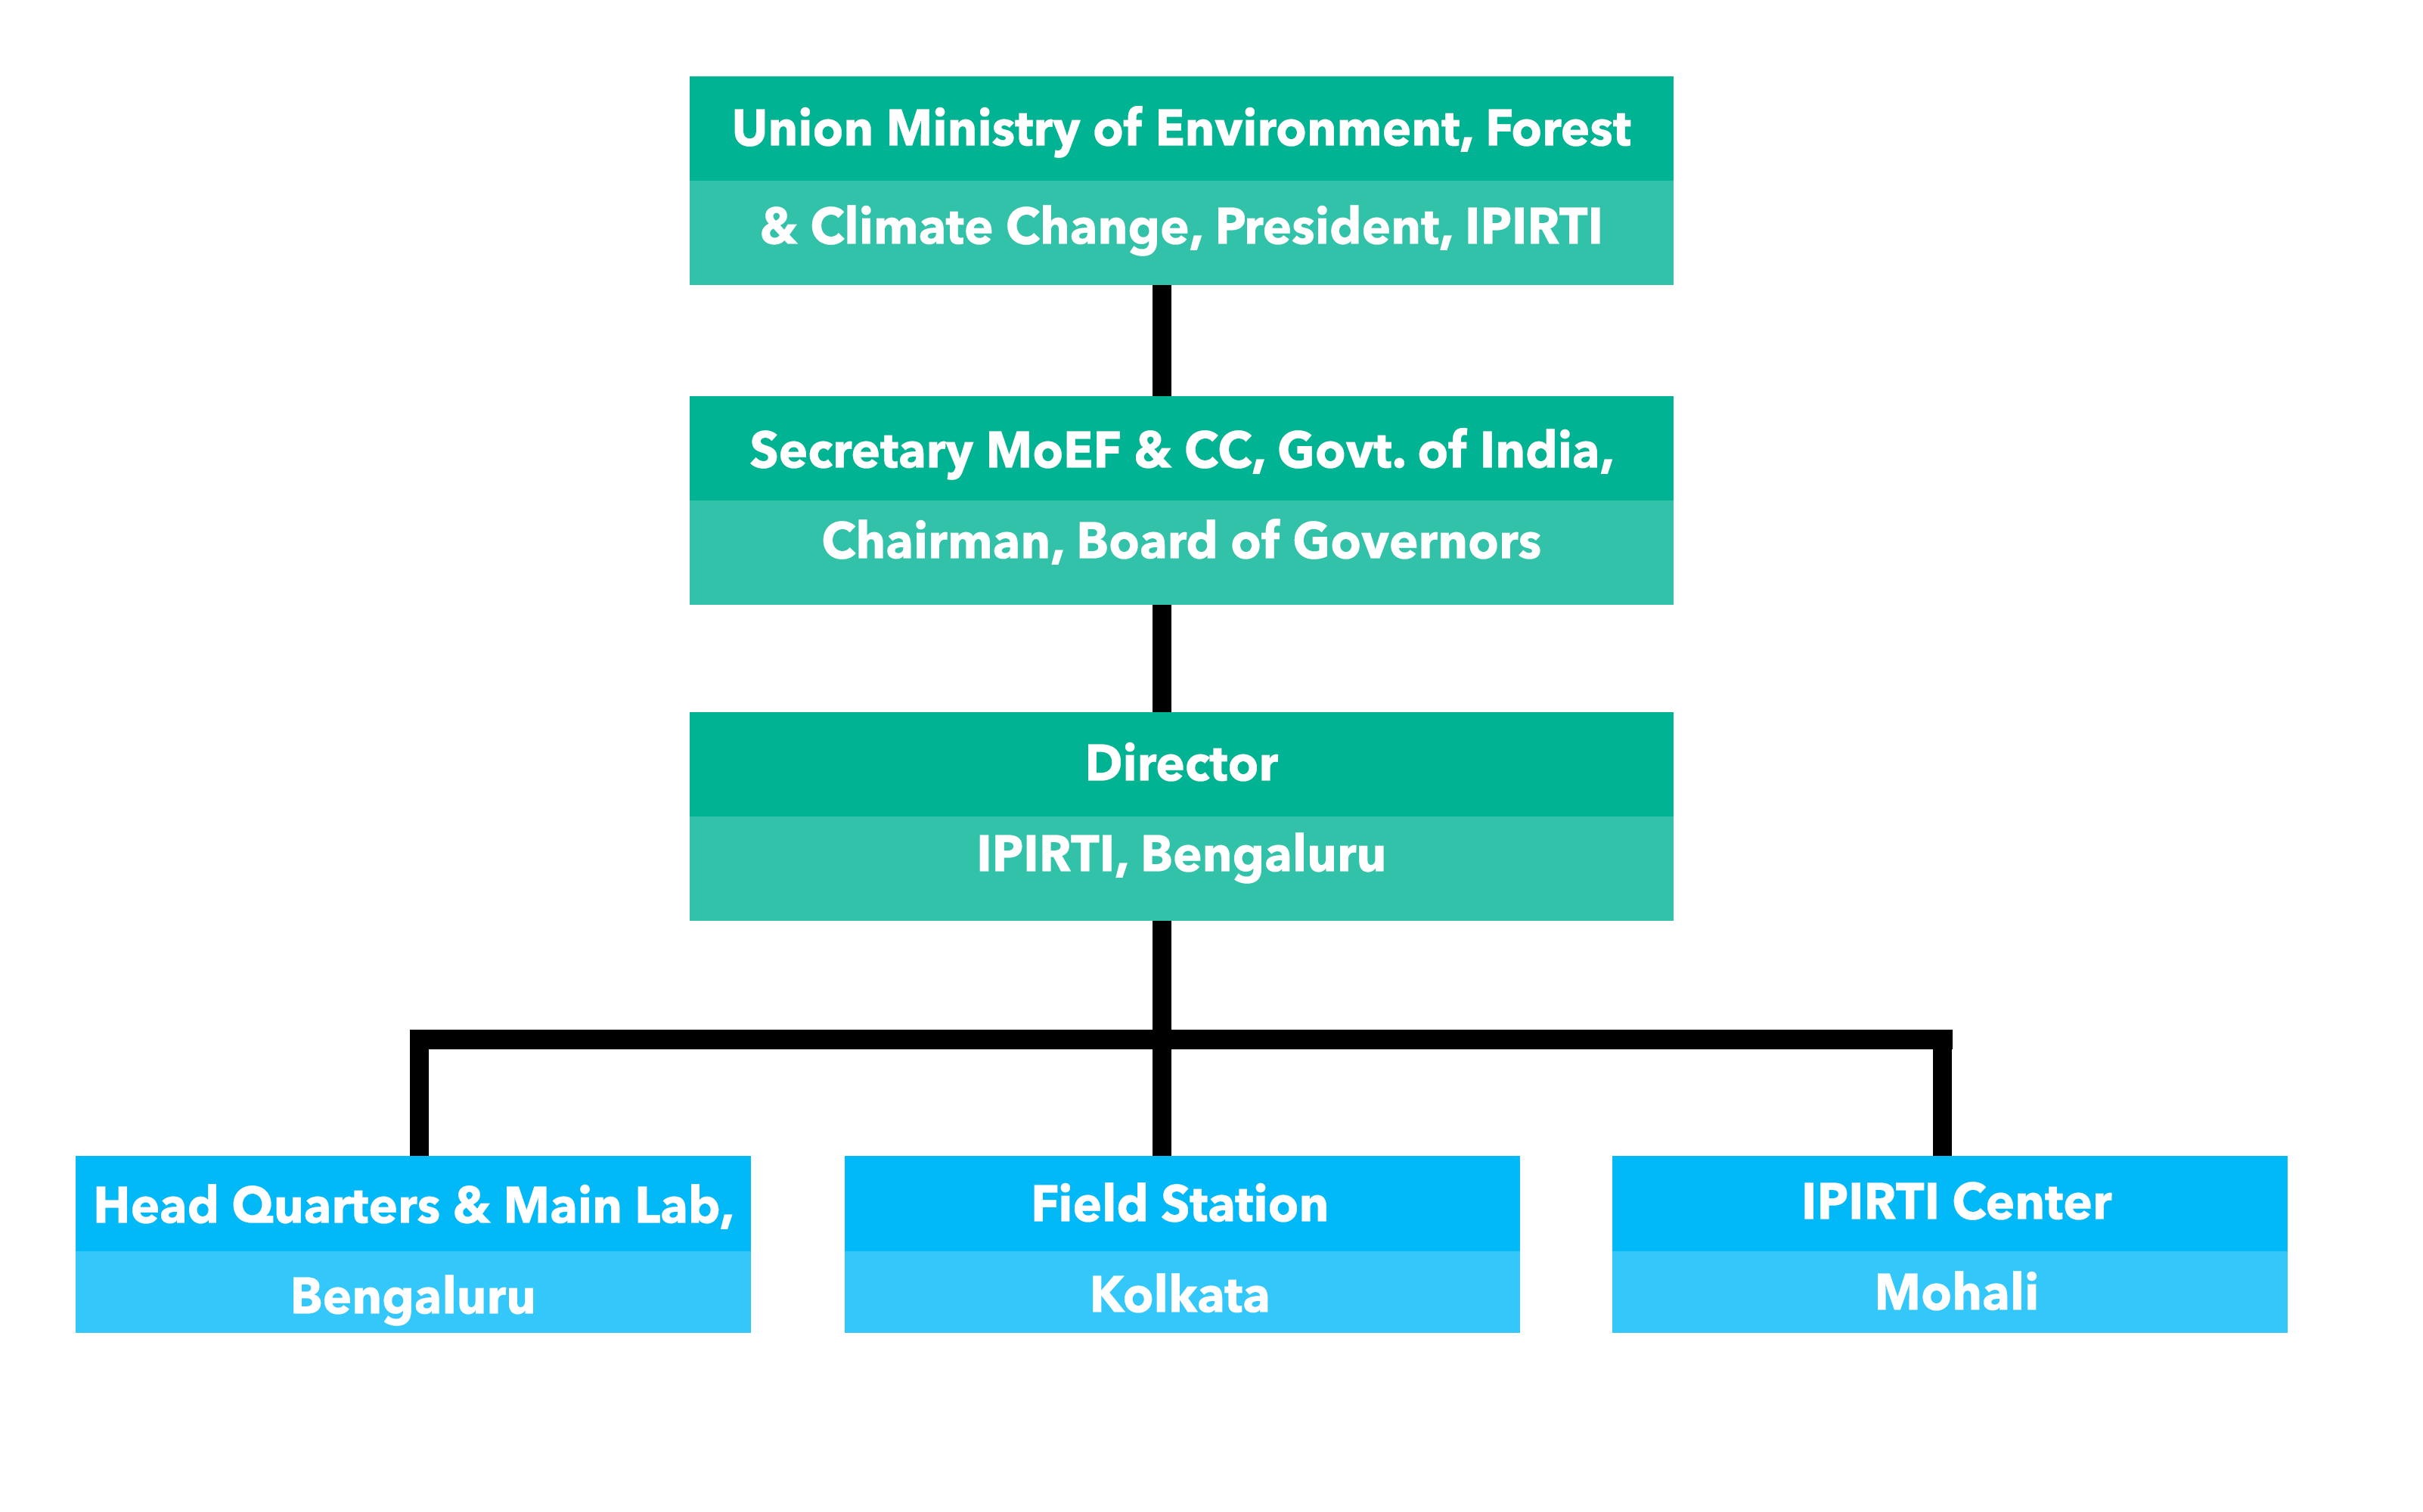 Union Ministry of Environment, Forest
& Climate Change, President, IPIRTI
Secretary MoEF & CC, Govt. of India,
Chairman, Board of Governors
Director
IPIRTI, Bengaluru
Head Quarters & Main Lab,
Bengaluru
Field Station
Kolkata
IPIRTI Center
Mohali